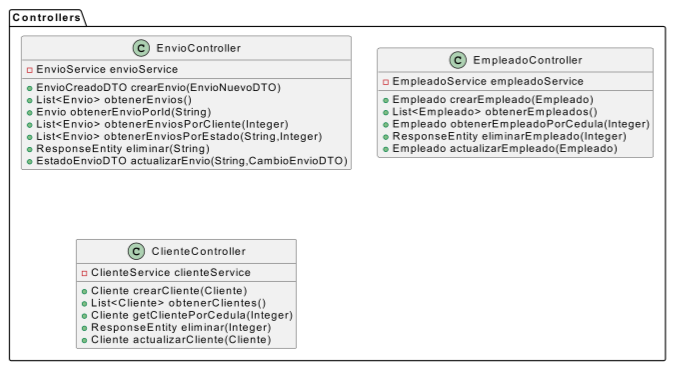 Controllers
C EnvioController
EnvioService envioService
EnvioCreadoDTO crearEnvio(EnvioNuevoDTO)
List<Envio> obtenerEnvios()
Envio obtenerEnvioPorId(String)
List<Envio> obtenerEnviosPorCliente(Integer)
List<Envio> obtenerEnviosPorEstado(String,Integer)
ResponseEntity eliminar(String)
EstadoEnvioDTO actualizarEnvio(String,CambioEnvioDTO)
C EmpleadoController
EmpleadoService empleadoService
Empleado crearEmpleado(Empleado)
List<Empleado> obtenerEmpleados()
Empleado obtenerEmpleadoPorCedula(Integer)
ResponseEntity eliminarEmpleado(Integer)
Empleado actualizarEmpleado(Empleado)
C ClienteController
ClienteService clienteService
Cliente crearCliente(Cliente)
List<Cliente> obtenerClientes()
Cliente getClientePorCedula(Integer)
ResponseEntity eliminar(Integer)
Cliente actualizarCliente(Cliente)